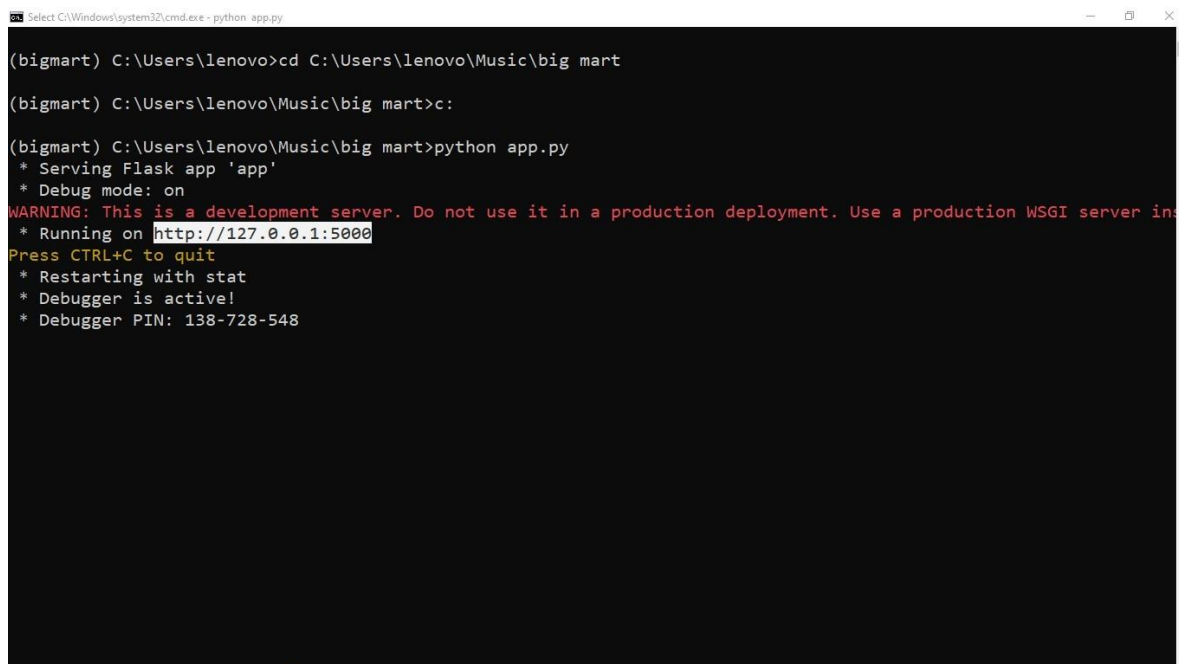 Select C:\Windows\system32\cmd.exe - python app.py
(bigmart) C:\Users\lenovo>cd C:\Users\lenovo\Music\big mart
(bigmart) C:\Users\lenovo\Music\big mart>c:
(bigmart) C:\Users\lenovo\Music\big mart>python app.py
* Serving Flask app 'app'
* Debug mode: on
WARNING: This is a development server. Do not use it in a production deployment. Use a production WSGI server ins
* Running on http://127.0.0.1:5000
Press CTRL+C to quit
* Restarting with stat
* Debugger is active!
* Debugger PIN: 138-728-548